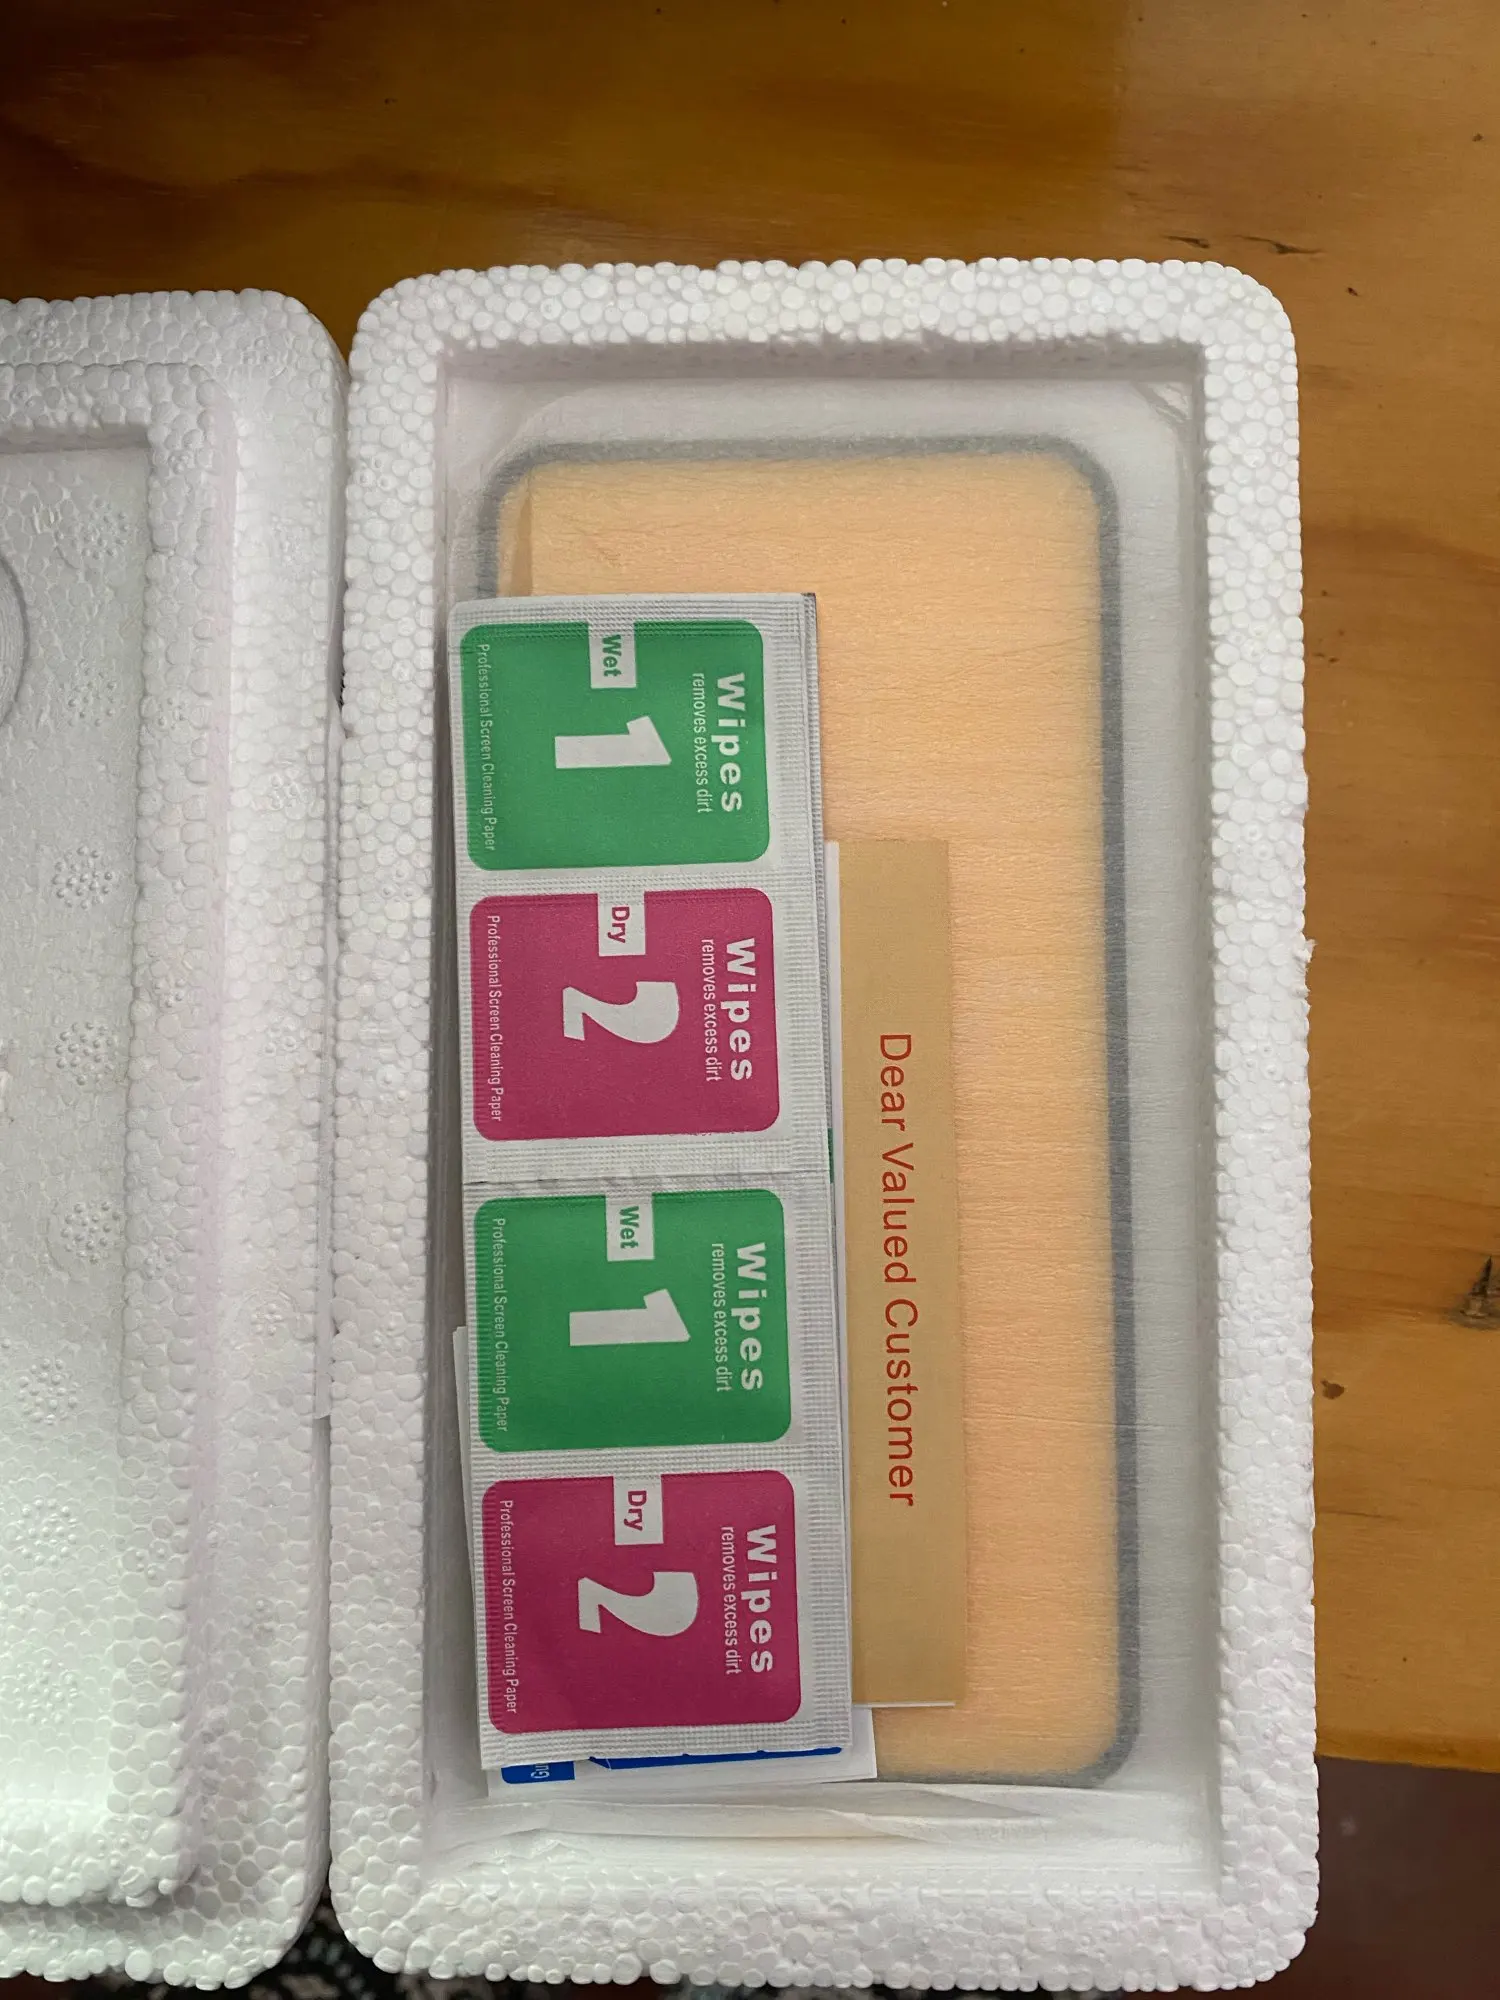 Wipes
removes excess dirt
Wet
1
Professional Screen Cleaning Paper
Wipes
removes excess dirt
Dry
2
Professional Screen Cleaning Paper
Wipes
removes excess dirt
Wet
1
Professional Screen Cleaning Paper
Wipes
removes excess dirt
Dry
2
Professional Screen Cleaning Paper
Dear Valued Customer